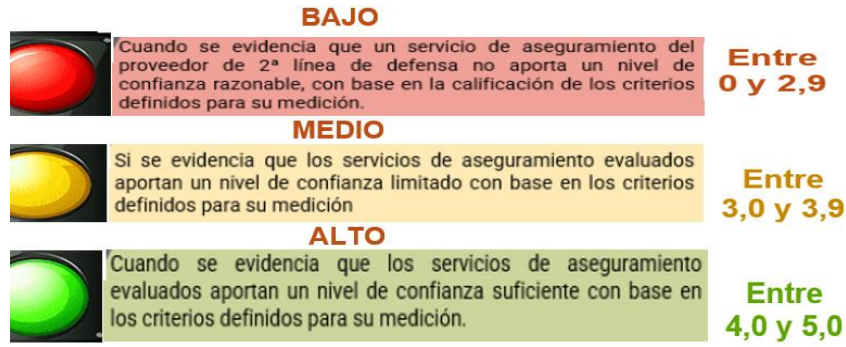 BAJO
Cuando se evidencia que un servicio de aseguramiento del
proveedor de 2ª línea de defensa no aporta un nivel de
confianza razonable, con base en la calificación de los criterios
definidos para su medición.
Entre
0 y 2,9
MEDIO
Si se evidencia que los servicios de aseguramiento evaluados
aportan un nivel de confianza limitado con base en los criterios
definidos para su medición
Entre
3,0 y 3,9
ALTO
Cuando se evidencia que los servicios de aseguramiento
evaluados aportan un nivel de confianza suficiente con base en
los criterios definidos para su medición.
Entre
4,0 y 5,0